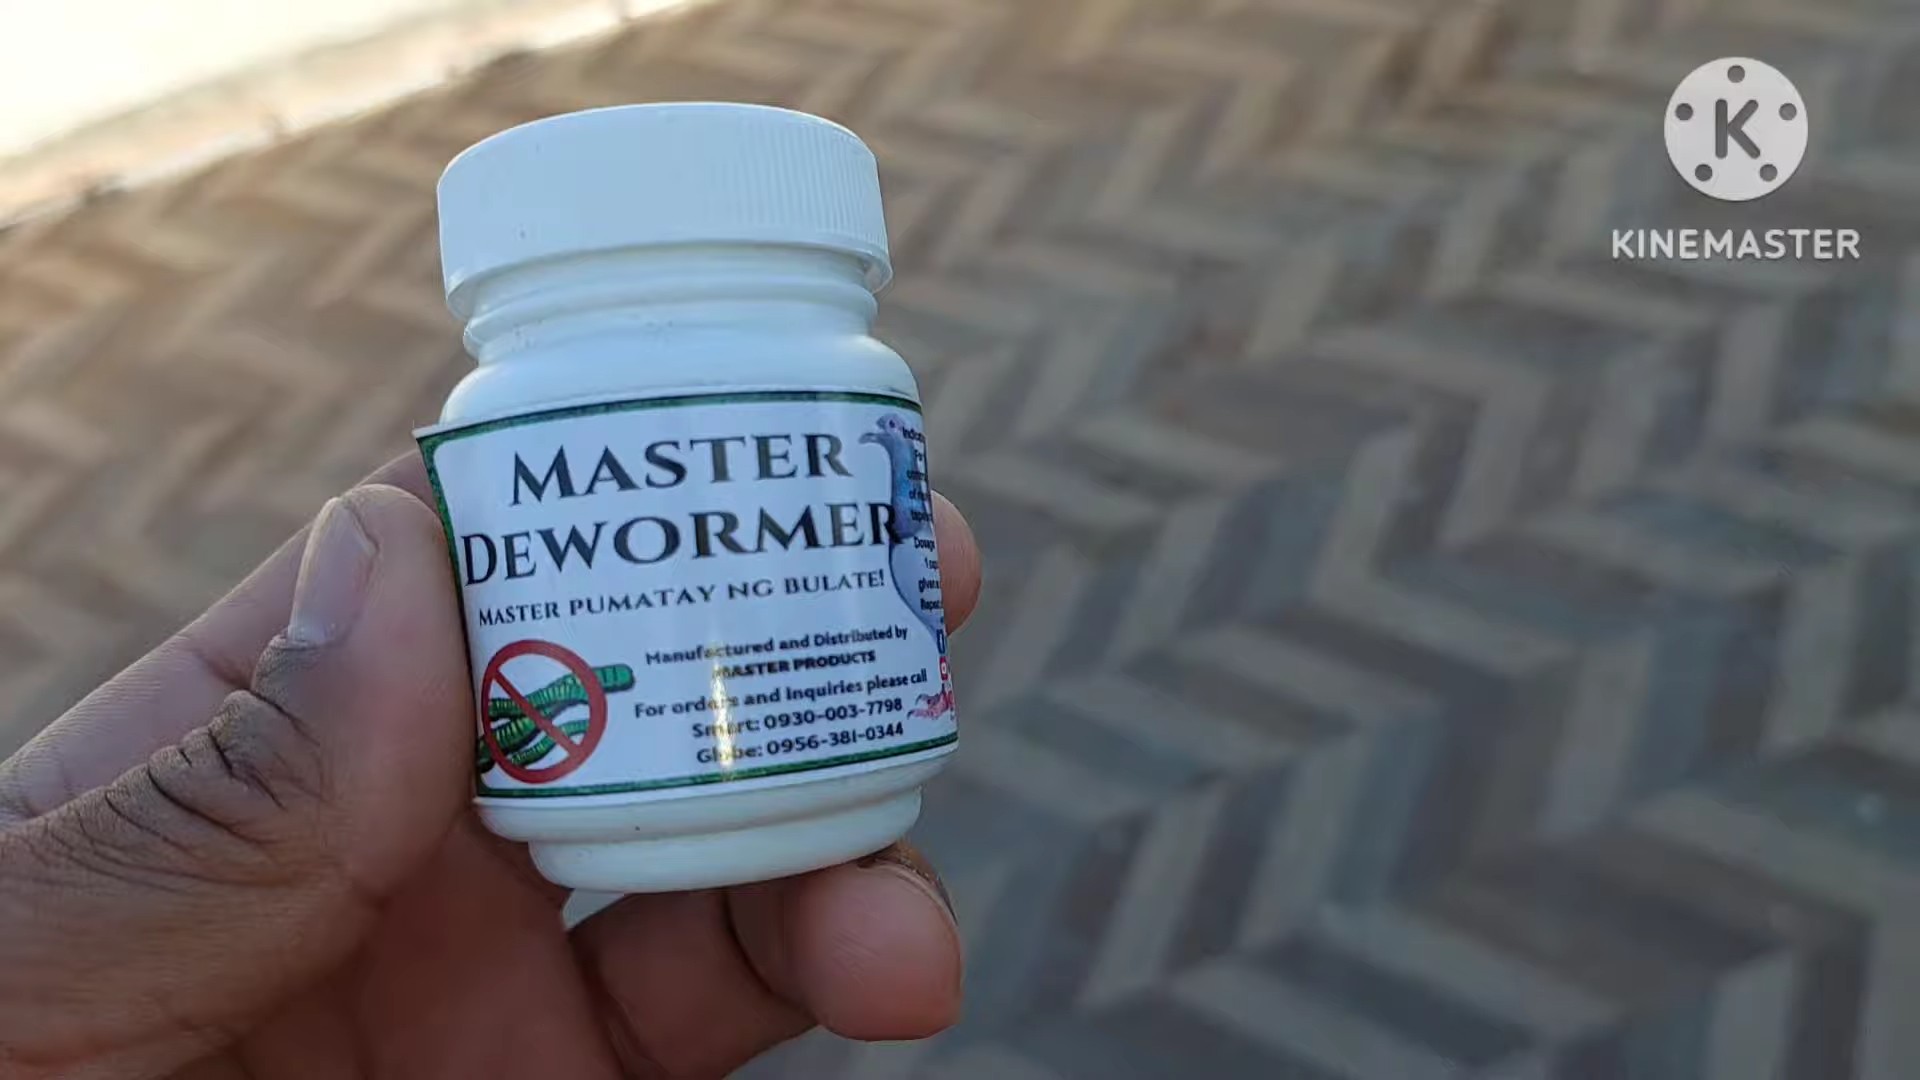 K
KINEMASTER
MASTER
DEWORMER
MASTER PUMATAY NG BULATE!
Manufactured and Distributed by
MASTER PRODUCTS
For orders and Inquiries please call
Smart: 0930-003-7798
Globe: 0956-381-0344